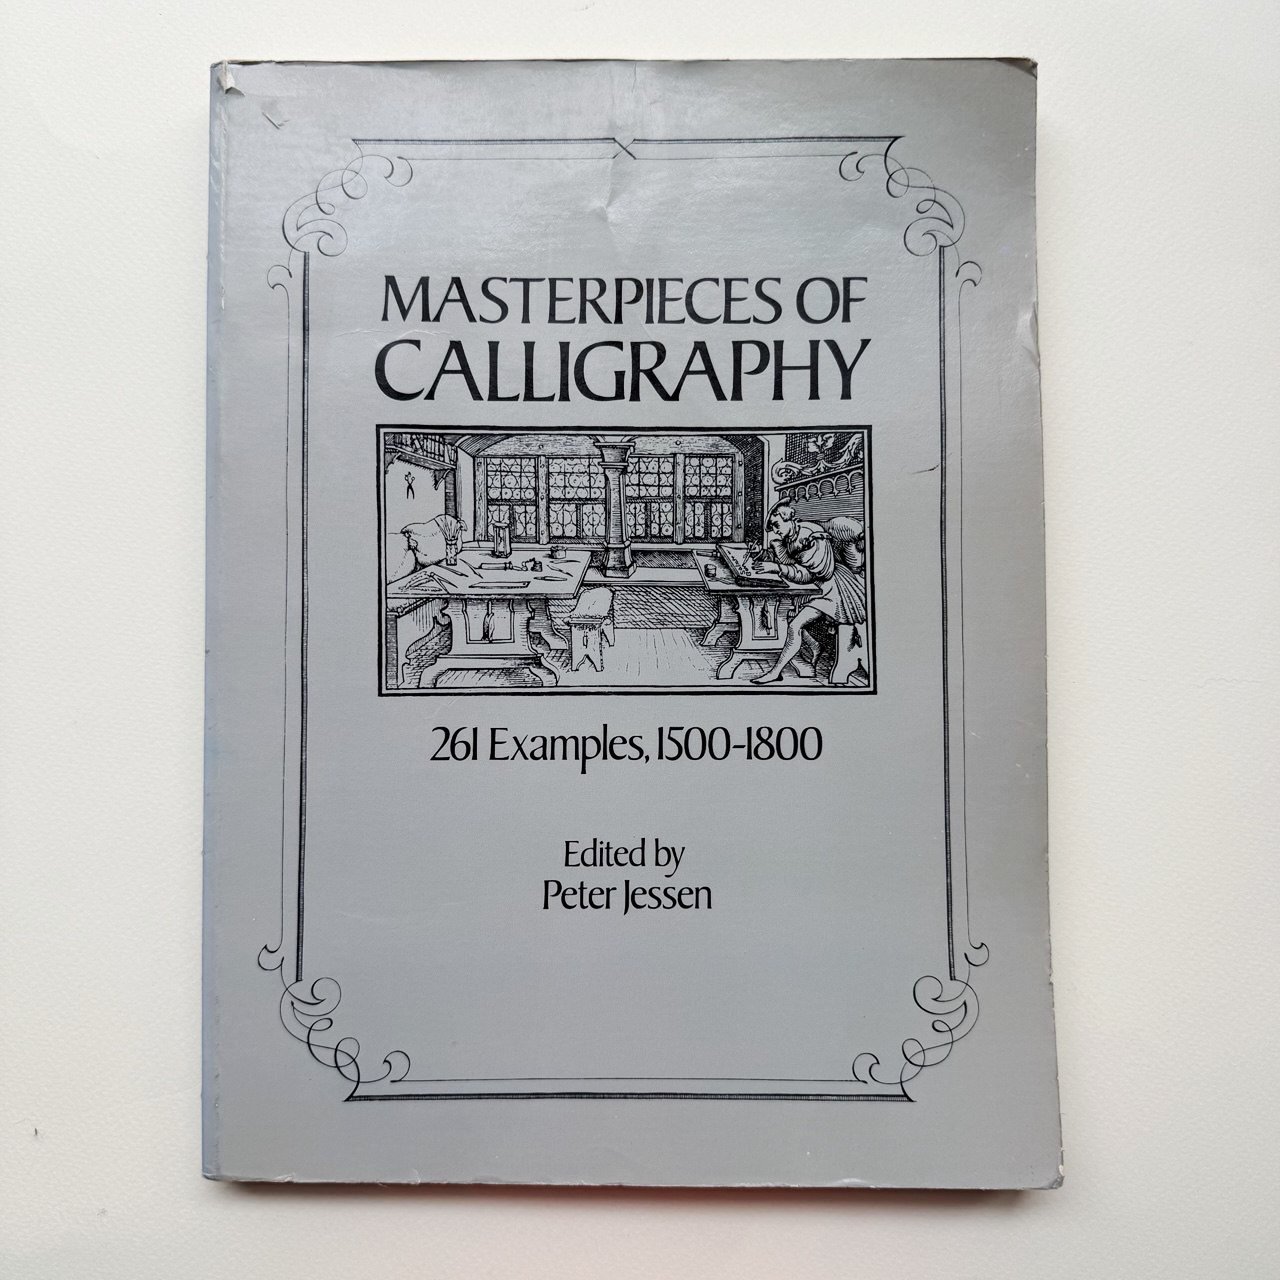 MASTERPIECES OF
CALLIGRAPHY
261 Examples, 1500-1800
Edited by
Peter Jessen